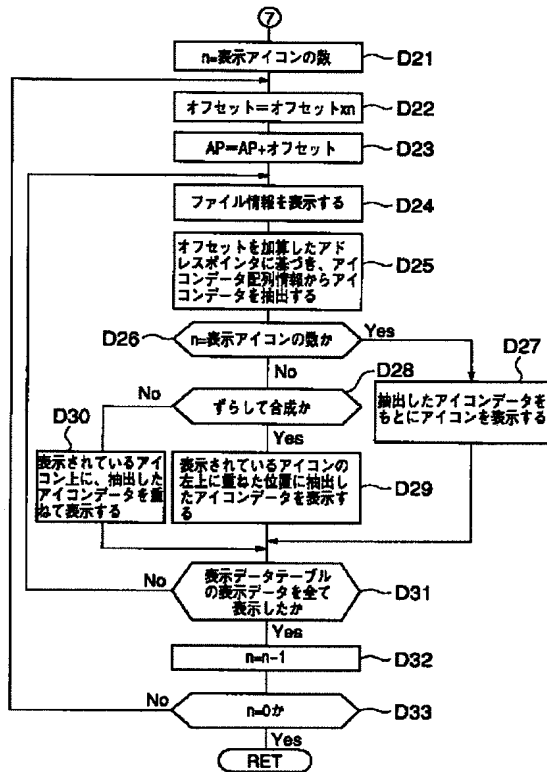 7
n=表示アイコンの数
D21
オフセット=オフセットxn
D22
AP=AP+オフセット
D23
ファイル情報を表示する
D24
オフセットを加算したアド
レスポインタに基づき、アイ
コンデータ配列情報からアイ
コンデータを抽出する
D25
D26
n=表示アイコンの数か
Yes
No
D27
抽出したアイコンデータを
もとにアイコンを表示する
D28
ずらして合成か
No
Yes
D30
表示されているアイ
コン上に、抽出した
アイコンデータを重
ねて表示する
表示されているアイコンの
左上に重ねた位置に抽出し
たアイコンデータを表示す
る
D29
No
表示データテーブル
の表示データを全て
表示したか
D31
Yes
n=n-1
D32
No
n=0か
D33
Yes
RET